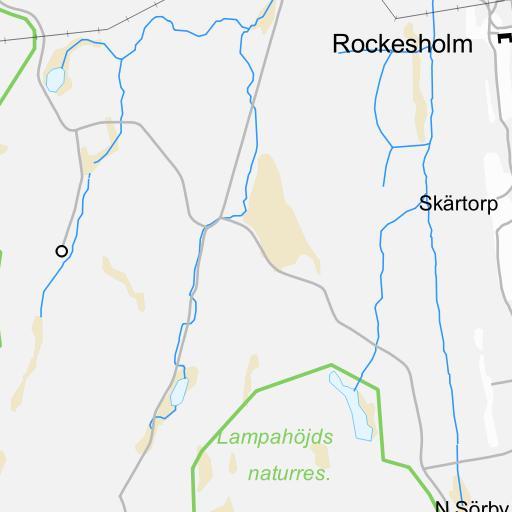 Rockesholm
Skärtorp
Lampahöjds
naturres.
N Sörby